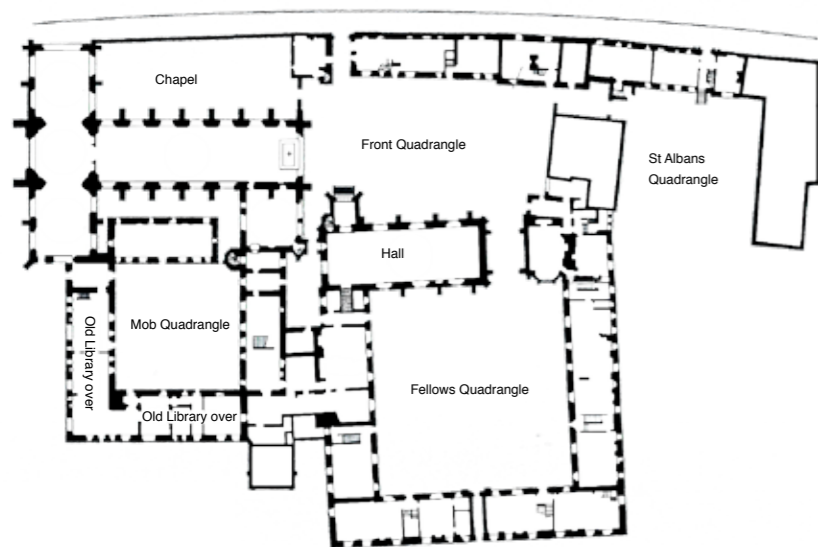 Chapel
Front Quadrangle
St Albans
Quadrangle
Hall
Mob Quadrangle
Old Library over
Fellows Quadrangle
Old Library over